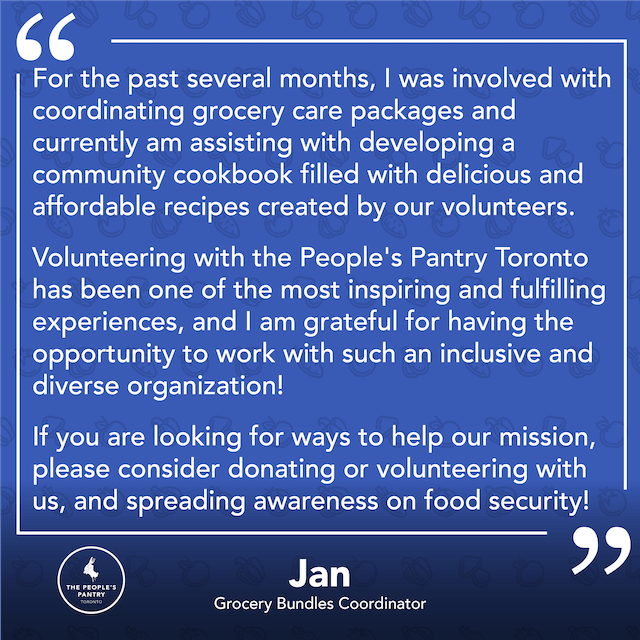 “
For the past several months, I was involved with
coordinating grocery care packages and
currently am assisting with developing a
community cookbook filled with delicious and
affordable recipes created by our volunteers.
Volunteering with the People's Pantry Toronto
has been one of the most inspiring and fulfilling
experiences, and I am grateful for having the
opportunity to work with such an inclusive and
diverse organization!
If you are looking for ways to help our mission,
please consider donating or volunteering with
us, and spreading awareness on food security!
”
THE PEOPLE'S
PANTRY
TORONTO
Jan
Grocery Bundles Coordinator